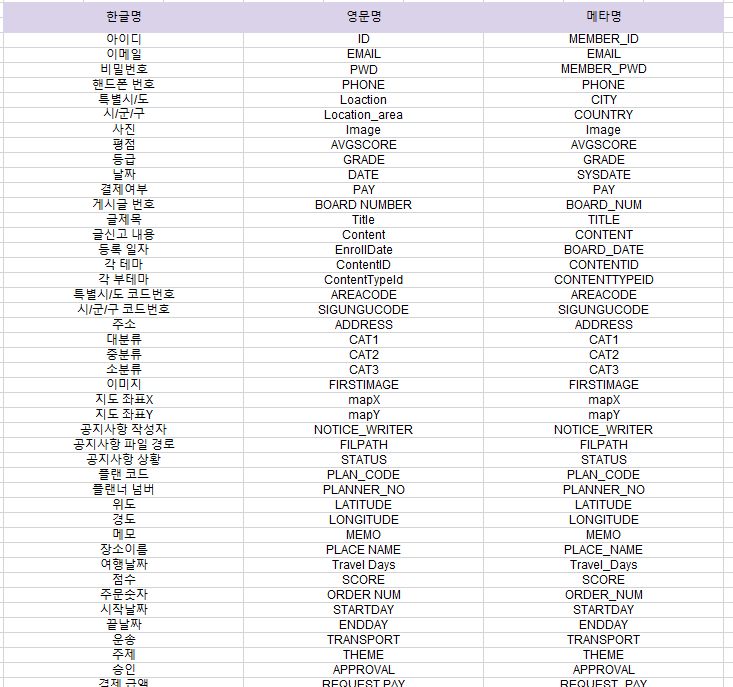 한글명 영문명 메타명
아이디 ID MEMBER_ID
이메일 EMAIL EMAIL
비밀번호 PWD MEMBER_PWD
핸드폰 번호 PHONE PHONE
특별시/도 Loaction CITY
시/군/구 Location_area COUNTRY
사진 Image Image
평점 AVGSCORE AVGSCORE
등급 GRADE GRADE
날짜 DATE SYSDATE
결제여부 PAY PAY
게시글 번호 BOARD NUMBER BOARD_NUM
글제목 Title TITLE
글신고 내용 Content CONTENT
등록 일자 EnrollDate BOARD_DATE
각 테마 ContentID CONTENTID
각 부테마 ContentTypeId CONTENTTYPEID
특별시/도 코드번호 AREACODE AREACODE
시/군/구 코드번호 SIGUNGUCODE SIGUNGUCODE
주소 ADDRESS ADDRESS
대분류 CAT1 CAT1
중분류 CAT2 CAT2
소분류 CAT3 CAT3
이미지 FIRSTIMAGE FIRSTIMAGE
지도 좌표X mapX mapX
지도 좌표Y mapY mapY
공지사항 작성자 NOTICE_WRITER NOTICE_WRITER
공지사항 파일 경로 FILPATH FILPATH
공지사항 상황 STATUS STATUS
플랜 코드 PLAN_CODE PLAN_CODE
플랜너 넘버 PLANNER_NO PLANNER_NO
위도 LATITUDE LATITUDE
경도 LONGITUDE LONGITUDE
메모 MEMO MEMO
장소이름 PLACE NAME PLACE_NAME
여행날짜 Travel Days Travel_Days
점수 SCORE SCORE
주문숫자 ORDER NUM ORDER_NUM
시작날짜 STARTDAY STARTDAY
끝날짜 ENDDAY ENDDAY
운송 TRANSPORT TRANSPORT
주제 THEME THEME
승인 APPROVAL APPROVAL
결제 금액 REQUEST PAY REQUEST_PAY